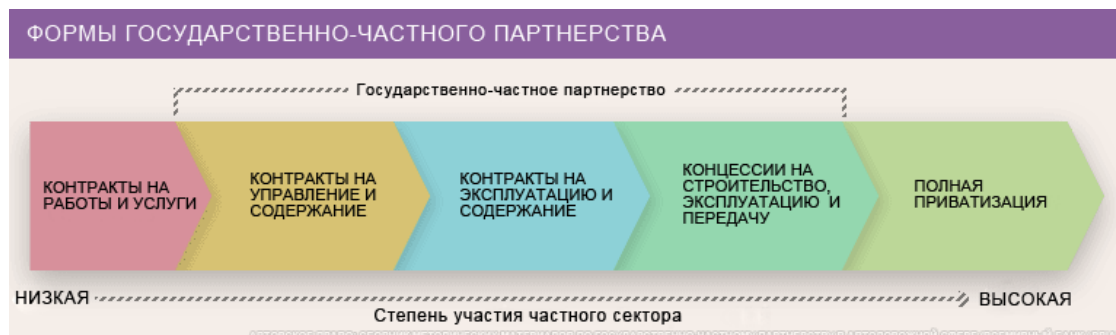 ФОРМЫ ГОСУДАРСТВЕННО-ЧАСТНОГО ПАРТНЕРСТВА
Государственно-частное партнерство
КОНТРАКТЫ НА
РАБОТЫ И УСЛУГИ
КОНТРАКТЫ НА
УПРАВЛЕНИЕ И
СОДЕРЖАНИЕ
КОНТРАКТЫ НА
ЭКСПЛУАТАЦИЮ И
СОДЕРЖАНИЕ
КОНЦЕССИИ НА
СТРОИТЕЛЬСТВО,
ЭКСПЛУАТАЦИЮ И
ПЕРЕДАЧУ
ПОЛНАЯ
ПРИВАТИЗАЦИЯ
НИЗКАЯ
ВЫСОКАЯ
Степень участия частного сектора